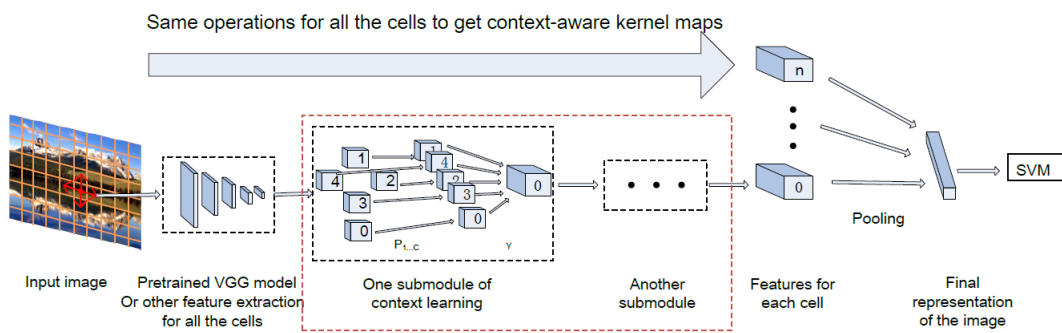 Same operations for all the cells to get context-aware kernel maps
n
1
1
4
4
2
2
0
3
3
0
0
0
P1...C
γ
SVM
Pooling
Input image
Pretrained VGG model
Or other feature extraction
for all the cells
One submodule of
context learning
Another
submodule
Features for
each cell
Final
representation
of the image